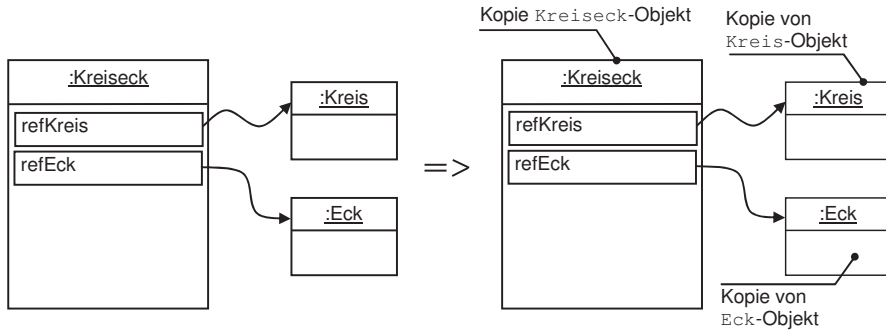 Kopie Kreiseck-Objekt
Kopie von
Kreis-Objekt
:Kreiseck
:Kreis
refKreis
refEck
:Eck
=>
:Kreiseck
:Kreis
refKreis
refEck
:Eck
Kopie von
Eck-Objekt